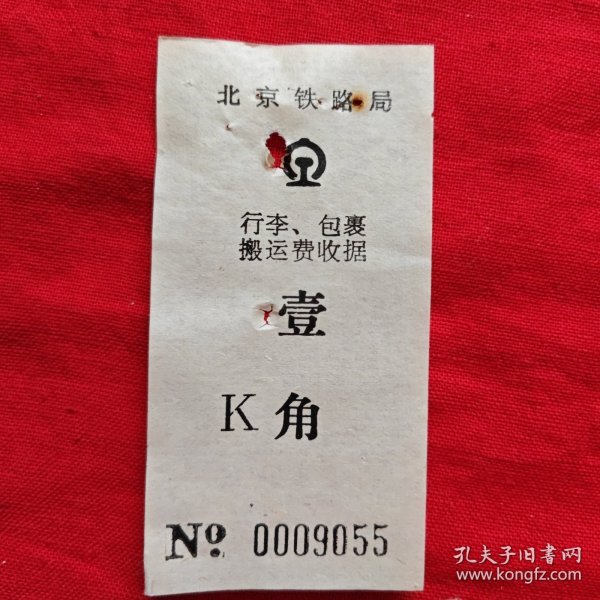 北京铁路局
行李、包裹
搬运费收据
壹
K角
№ 0009055
孔夫子旧书网
www.kongfz.com